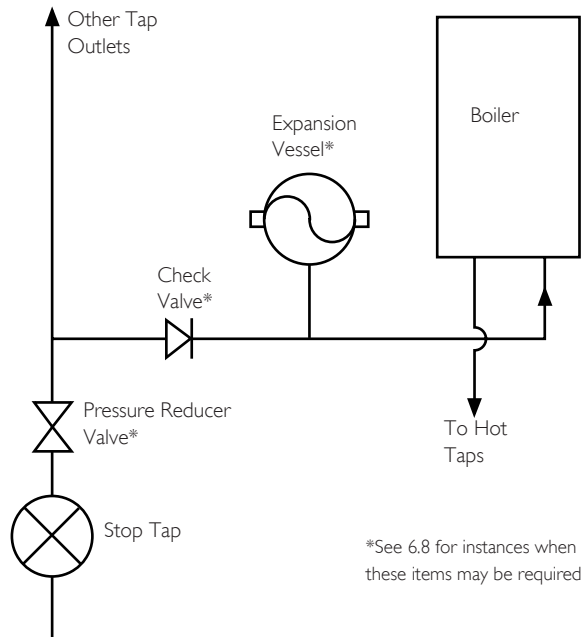 Other Tap
Outlets
Boiler
Expansion
Vessel*
Check
Valve*
Pressure Reducer
Valve*
To Hot
Taps
Stop Tap
*See 6.8 for instances when
these items may be required